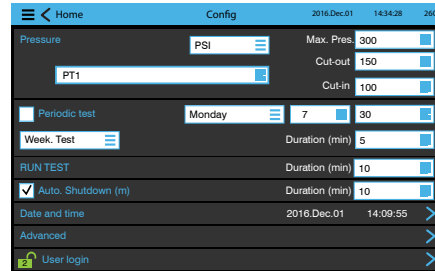 Home Config 2016.Dec.01 14:34:28 260
Pressure PSI Max. Pres. 300
Cut-out 150
PT1
Cut-in 100
Periodic test Monday 7 30
Week. Test Duration (min) 5
RUN TEST Duration (min) 10
Auto. Shutdown (m) Duration (min) 10
Date and time 2016.Dec.01 14:09:55
Advanced
2 User login